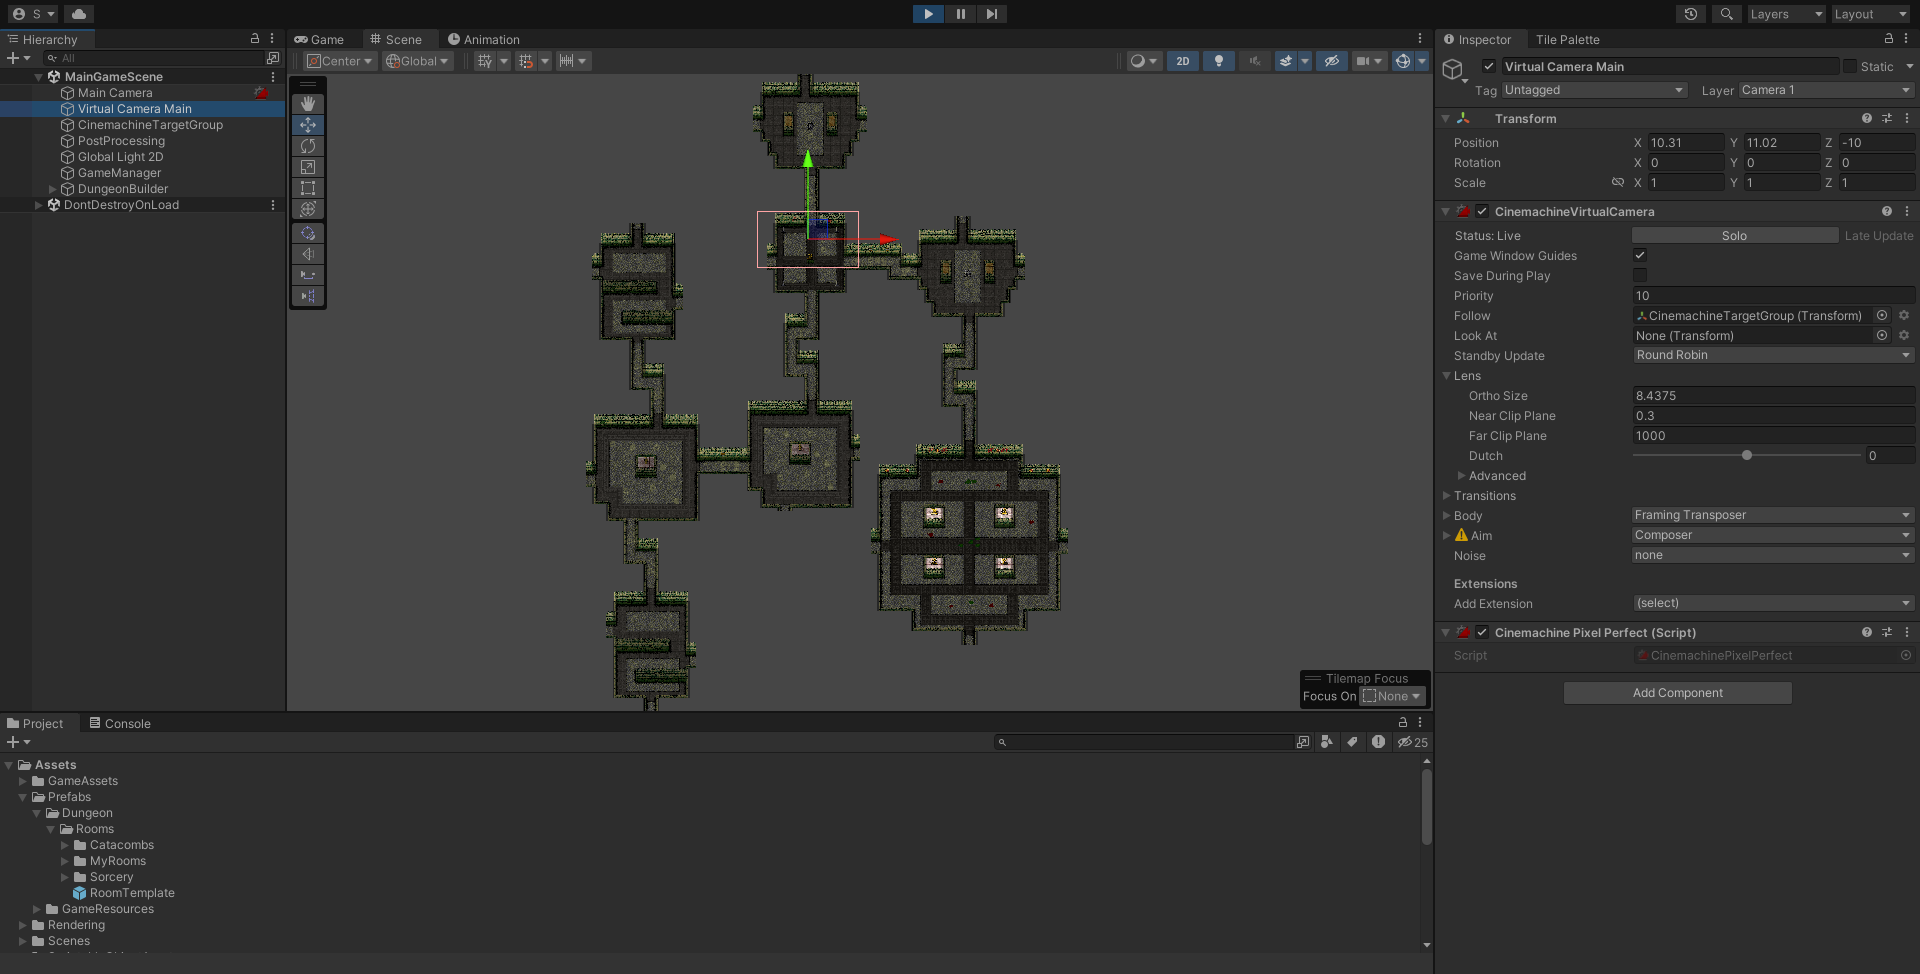 S
Layers
Layout
Hierarchy
All
MainGameScene
Main Camera
Virtual Camera Main
CinemachineTargetGroup
PostProcessing
Global Light 2D
GameManager
DungeonBuilder
DontDestroyOnLoad
Game
Scene
Animation
Center
Global
2D
Tilemap Focus
Focus On
None
Inspector
Tile Palette
Virtual Camera Main
Static
Tag Untagged
Layer Camera 1
Transform
Position X 10.31 Y 11.02 Z -10
Rotation X 0 Y 0 Z 0
Scale X 1 Y 1 Z 1
CinemachineVirtualCamera
Status: Live Solo Late Update
Game Window Guides
Save During Play
Priority 10
Follow CinemachineTargetGroup (Transform)
Look At None (Transform)
Standby Update Round Robin
Lens
Ortho Size 8.4375
Near Clip Plane 0.3
Far Clip Plane 1000
Dutch 0
Advanced
Transitions
Body Framing Transposer
Aim Composer
Noise none
Extensions
Add Extension (select)
Cinemachine Pixel Perfect (Script)
Script CinemachinePixelPerfect
Add Component
Project
Console
25
Assets
GameAssets
Prefabs
Dungeon
Rooms
Catacombs
MyRooms
Sorcery
RoomTemplate
GameResources
Rendering
Scenes